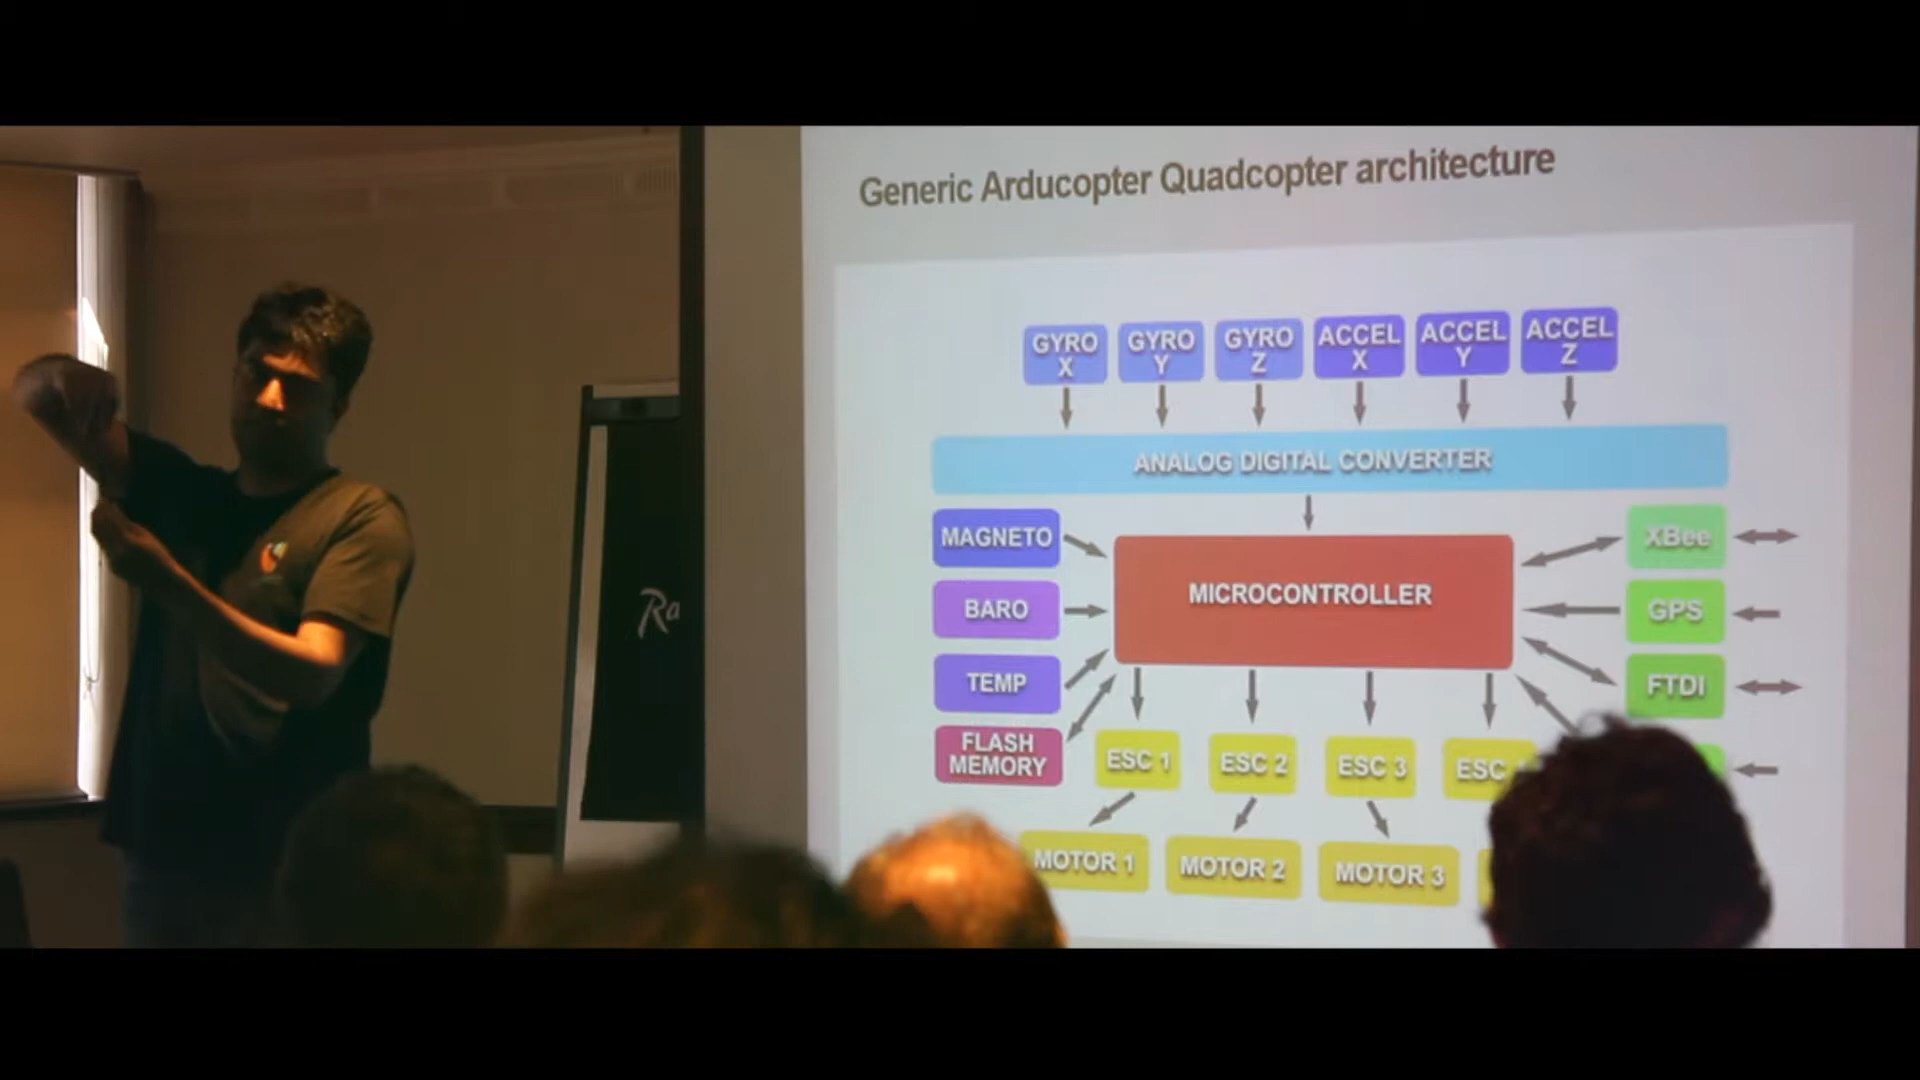 Generic Arducopter Quadcopter architecture
GYRO
X
GYRO
Y
GYRO
Z
ACCEL
X
ACCEL
Y
ACCEL
Z
ANALOG DIGITAL CONVERTER
MAGNETO
BARO
TEMP
FLASH
MEMORY
MICROCONTROLLER
XBee
GPS
FTDI
ESC 1
ESC 2
ESC 3
ESC
MOTOR 1
MOTOR 2
MOTOR 3
Ra